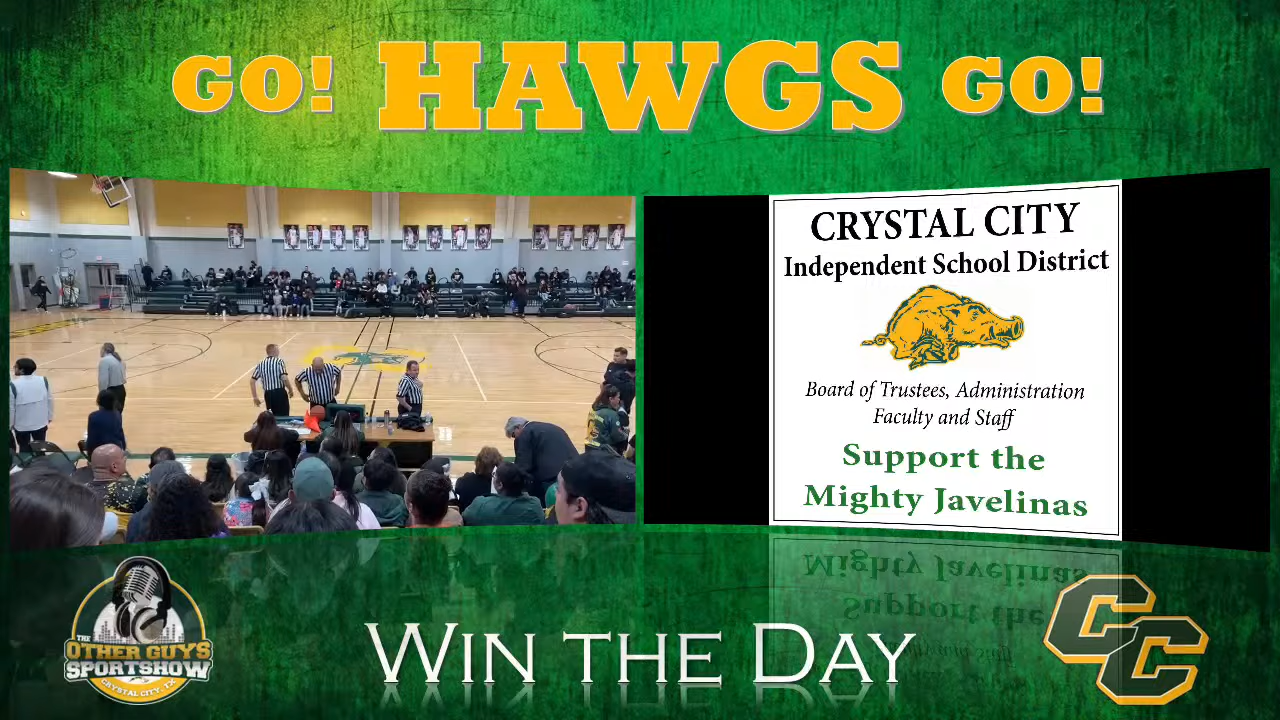 GO! HAWGS GO!
CRYSTAL CITY
Independent School District
Board of Trustees, Administration
Faculty and Staff
Support the
Mighty Javelinas
THE
OTHER GUYS
SPORTSHOW
CRYSTAL CITY, TX
WIN THE DAY
CC